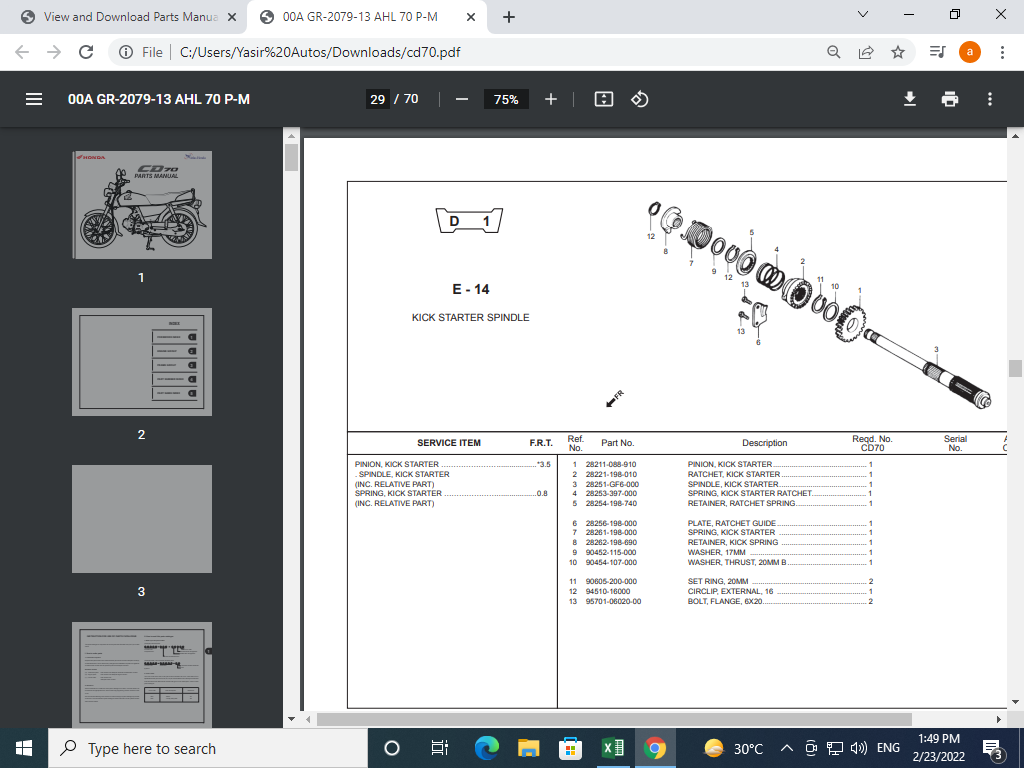 View and Download Parts Manua
00A GR-2079-13 AHL 70 P-M
File
C:/Users/Yasir%20Autos/Downloads/cd70.pdf
a
00A GR-2079-13 AHL 70 P-M
29 / 70
75%
HONDA
CD70
PARTS MANUAL
1
2
3
D 1
E - 14
KICK STARTER SPINDLE
12
8
7
9
12
5
13
4
2
11
10
1
13
6
3
FR
SERVICE ITEM F.R.T. Ref. No. Part No. Description Reqd. No. CD70 Serial No.
PINION, KICK STARTER *3.5
. SPINDLE, KICK STARTER
(INC. RELATIVE PART)
SPRING, KICK STARTER 0.8
(INC. RELATIVE PART)
1 28211-088-910 PINION, KICK STARTER 1
2 28221-198-010 RATCHET, KICK STARTER 1
3 28251-GF6-000 SPINDLE, KICK STARTER 1
4 28253-397-000 SPRING, KICK STARTER RATCHET 1
5 28254-198-740 RETAINER, RATCHET SPRING 1
6 28256-198-000 PLATE, RATCHET GUIDE 1
7 28261-198-000 SPRING, KICK STARTER 1
8 28262-198-690 RETAINER, KICK SPRING 1
9 90452-115-000 WASHER, 17MM 1
10 90454-107-000 WASHER, THRUST, 20MM B 1
11 90605-200-000 SET RING, 20MM 2
12 94510-16000 CIRCLIP, EXTERNAL, 16 1
13 95701-06020-00 BOLT, FLANGE, 6X20 2
Type here to search
30°C
ENG
1:49 PM
2/23/2022
3